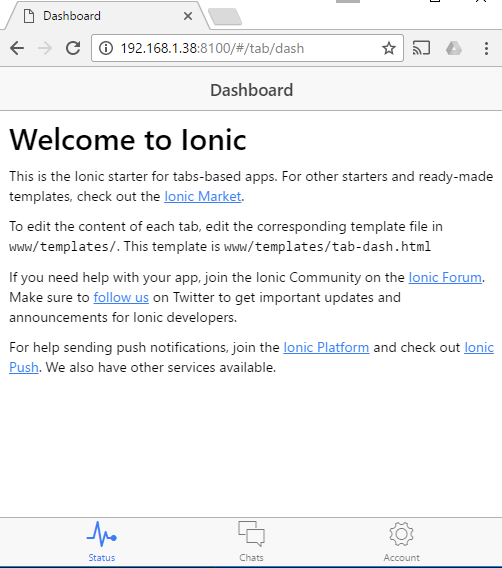 Dashboard
192.168.1.38:8100/#/tab/dash
Dashboard
Welcome to Ionic
This is the Ionic starter for tabs-based apps. For other starters and ready-made
templates, check out the Ionic Market.
To edit the content of each tab, edit the corresponding template file in
www/templates/. This template is www/templates/tab-dash.html
If you need help with your app, join the Ionic Community on the Ionic Forum.
Make sure to follow us on Twitter to get important updates and
announcements for Ionic developers.
For help sending push notifications, join the Ionic Platform and check out Ionic
Push. We also have other services available.
Status
Chats
Account